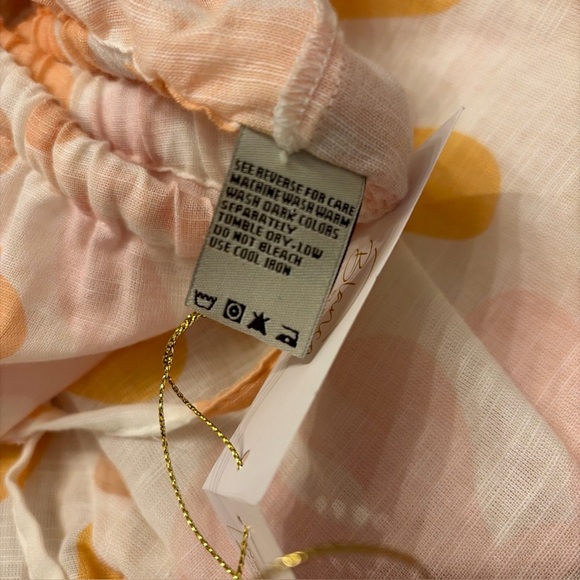 SEE REVERSE FOR CARE
MACHINE WASH WARM
WASH DARK COLORS
SEPARATELY
TUMBLE DRY-LOW
DO NOT BLEACH
USE COOL IRON